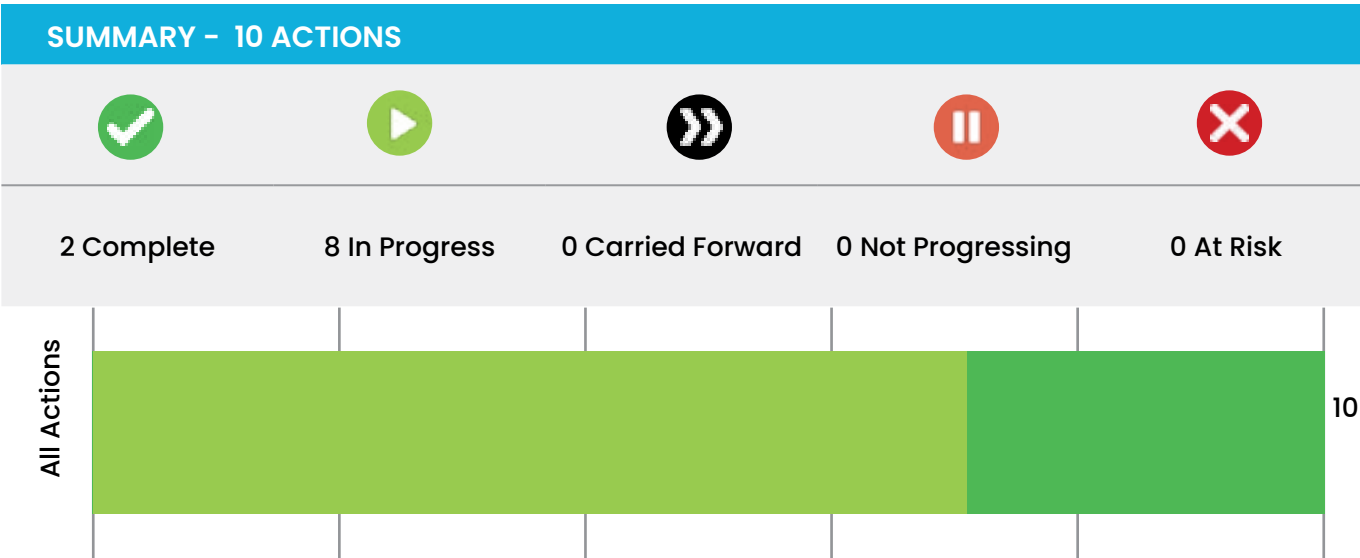 SUMMARY - 10 ACTIONS
2 Complete
8 In Progress
0 Carried Forward
0 Not Progressing
0 At Risk
All Actions
10